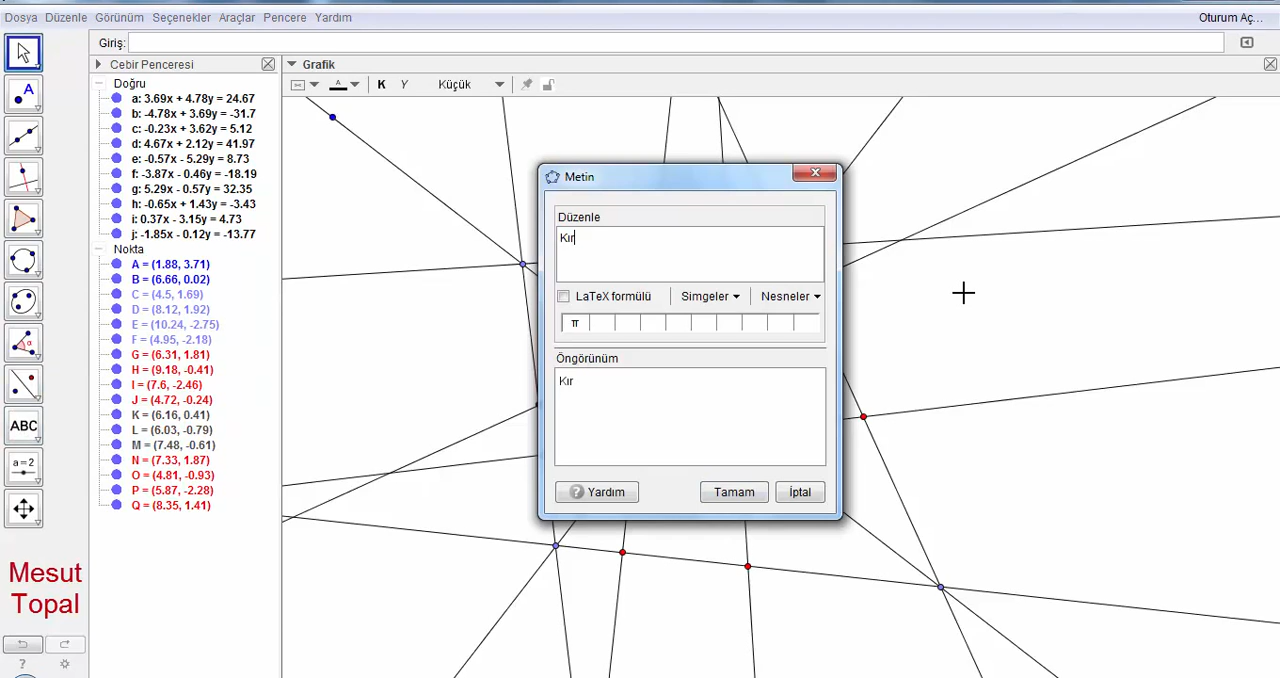 Dosya Düzenle Görünüm Seçenekler Araçlar Pencere Yardım Oturum Aç...
Giriş:
Cebir Penceresi
Grafik
K Y Küçük
Doğru
a: 3.69x + 4.78y = 24.67
b: -4.78x + 3.69y = -31.7
c: -0.23x + 3.62y = 5.12
d: 4.67x + 2.12y = 41.97
e: -0.57x - 5.29y = 8.73
f: -3.87x - 0.46y = -18.19
g: 5.29x - 0.57y = 32.35
h: -0.65x + 1.43y = -3.43
i: 0.37x - 3.15y = 4.73
j: -1.85x - 0.12y = -13.77
Nokta
A = (1.88, 3.71)
B = (6.66, 0.02)
C = (4.5, 1.69)
D = (8.12, 1.92)
E = (10.24, -2.75)
F = (4.95, -2.18)
G = (6.31, 1.81)
H = (9.18, -0.41)
I = (7.6, -2.46)
J = (4.72, -0.24)
K = (6.16, 0.41)
L = (6.03, -0.79)
M = (7.48, -0.61)
N = (7.33, 1.87)
O = (4.81, -0.93)
P = (5.87, -2.28)
Q = (8.35, 1.41)
A
α
ABC
a=2
Mesut
Topal
?
Metin
Düzenle
Kır
LaTeX formülü Simgeler Nesneler
π
Öngörünüm
Kır
? Yardım Tamam İptal